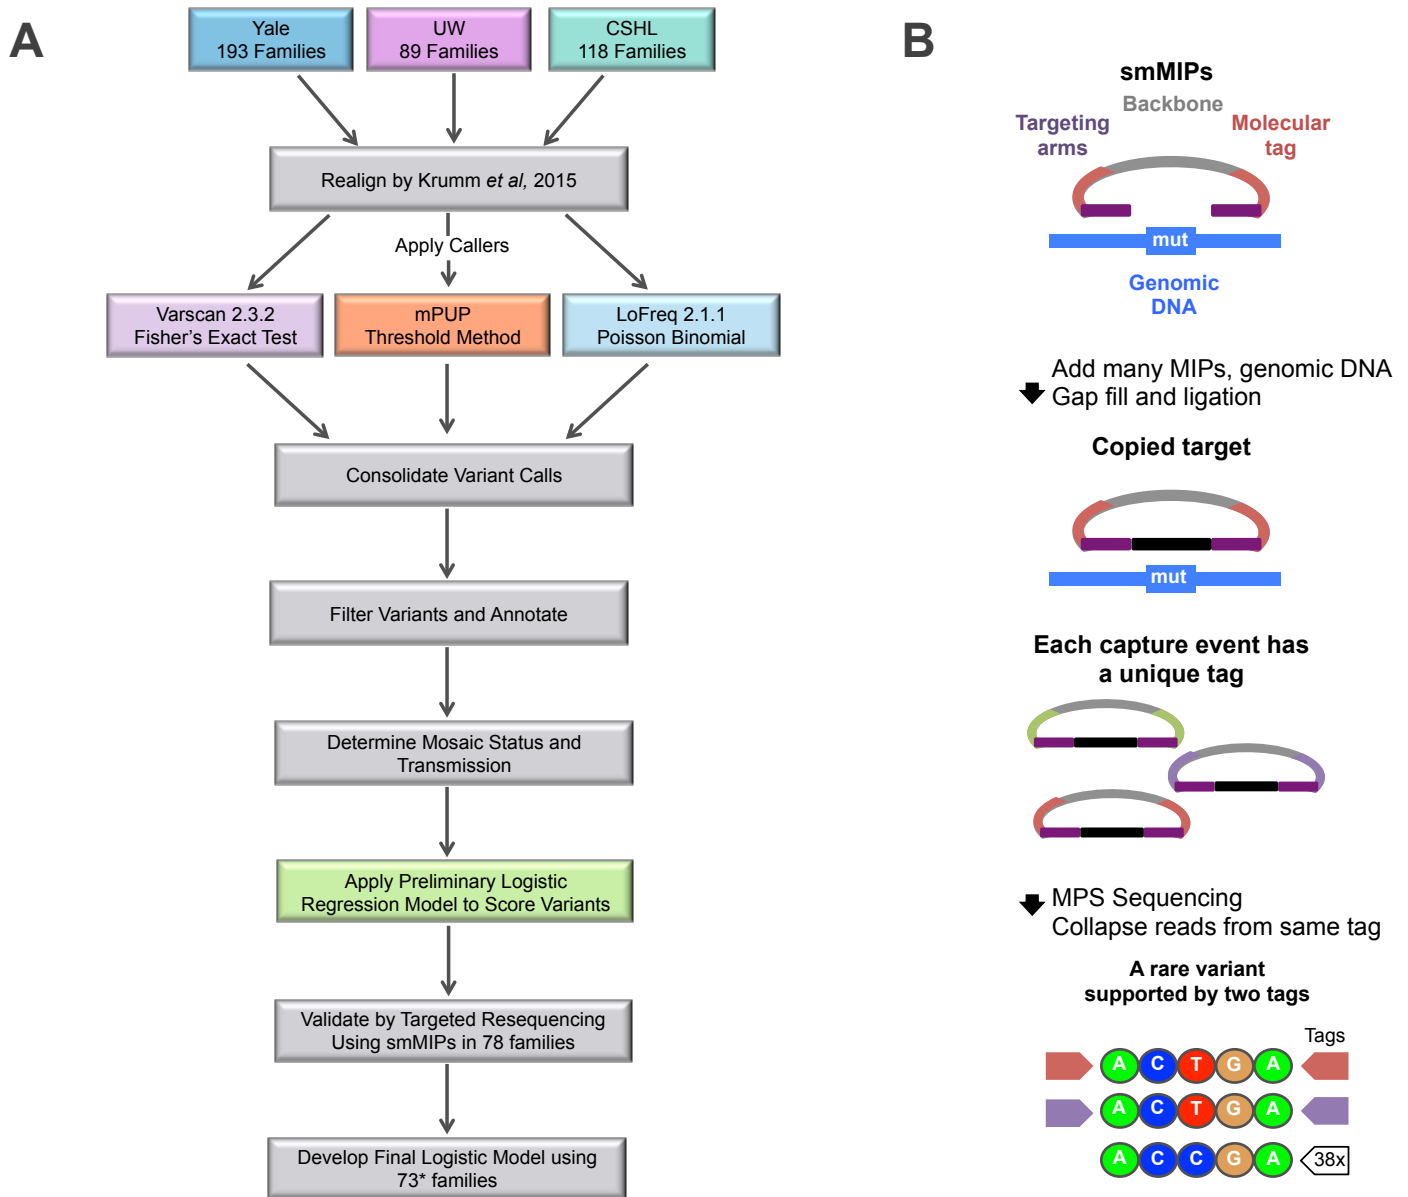 A
Yale
193 Families
UW
89 Families
CSHL
118 Families
Realign by Krumm et al, 2015
Apply Callers
Varscan 2.3.2
Fisher's Exact Test
mPUP
Threshold Method
LoFreq 2.1.1
Poisson Binomial
Consolidate Variant Calls
Filter Variants and Annotate
Determine Mosaic Status and
Transmission
Apply Preliminary Logistic
Regression Model to Score Variants
Validate by Targeted Resequencing
Using smMIPs in 78 families
Develop Final Logistic Model using
73* families
B
smMIPs
Backbone
Targeting
arms
Molecular
tag
mut
Genomic
DNA
Add many MIPs, genomic DNA
Gap fill and ligation
Copied target
mut
Each capture event has
a unique tag
MPS Sequencing
Collapse reads from same tag
A rare variant
supported by two tags
Tags
A C T G A
A C T G A
A C C G A 38x